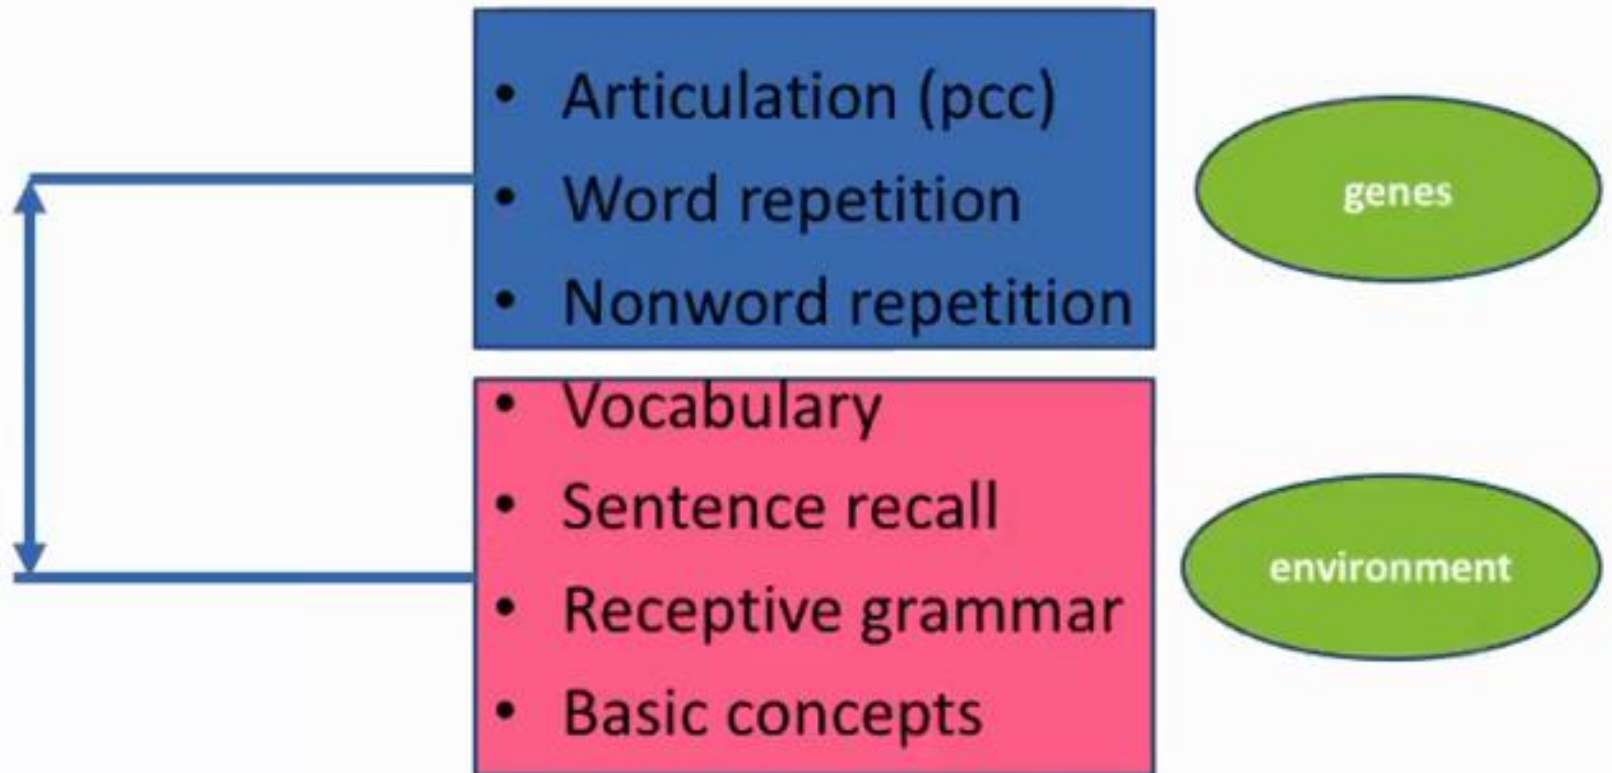 • Articulation (pcc)
• Word repetition
• Nonword repetition
genes
• Vocabulary
• Sentence recall
• Receptive grammar
• Basic concepts
environment